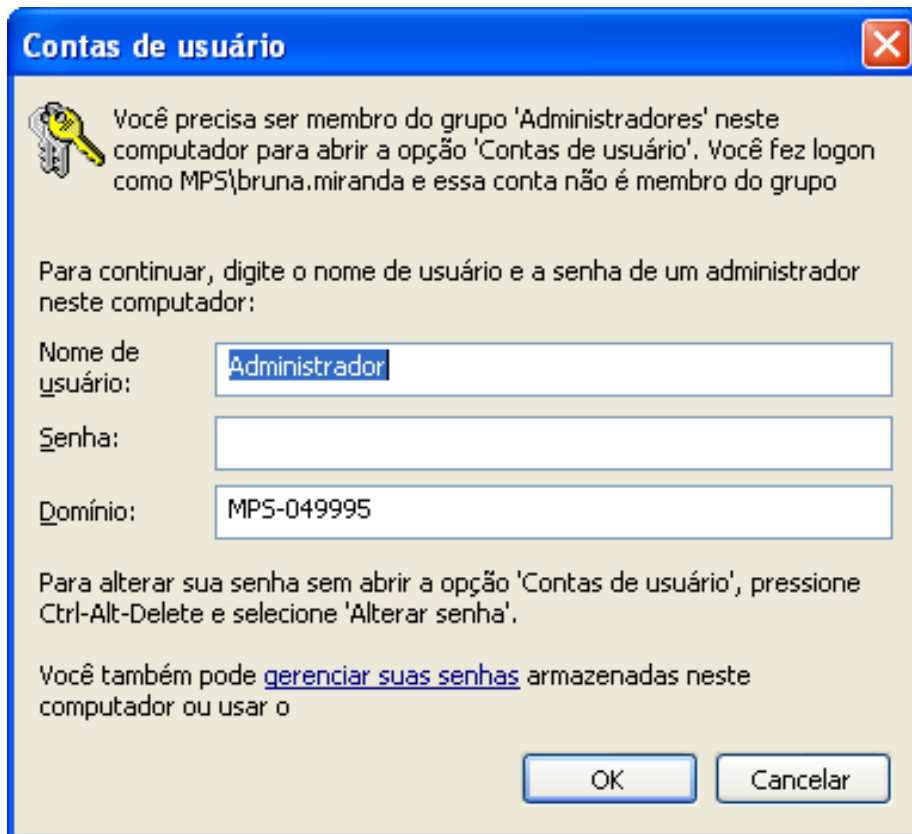 Contas de usuário
Você precisa ser membro do grupo 'Administradores' neste
computador para abrir a opção 'Contas de usuário'. Você fez logon
como MPS\bruna.miranda e essa conta não é membro do grupo
Para continuar, digite o nome de usuário e a senha de um administrador
neste computador:
Nome de
usuário:
Administrador
Senha:
Domínio:
MPS-049995
Para alterar sua senha sem abrir a opção 'Contas de usuário', pressione
Ctrl-Alt-Delete e selecione 'Alterar senha'.
Você também pode gerenciar suas senhas armazenadas neste
computador ou usar o
OK
Cancelar